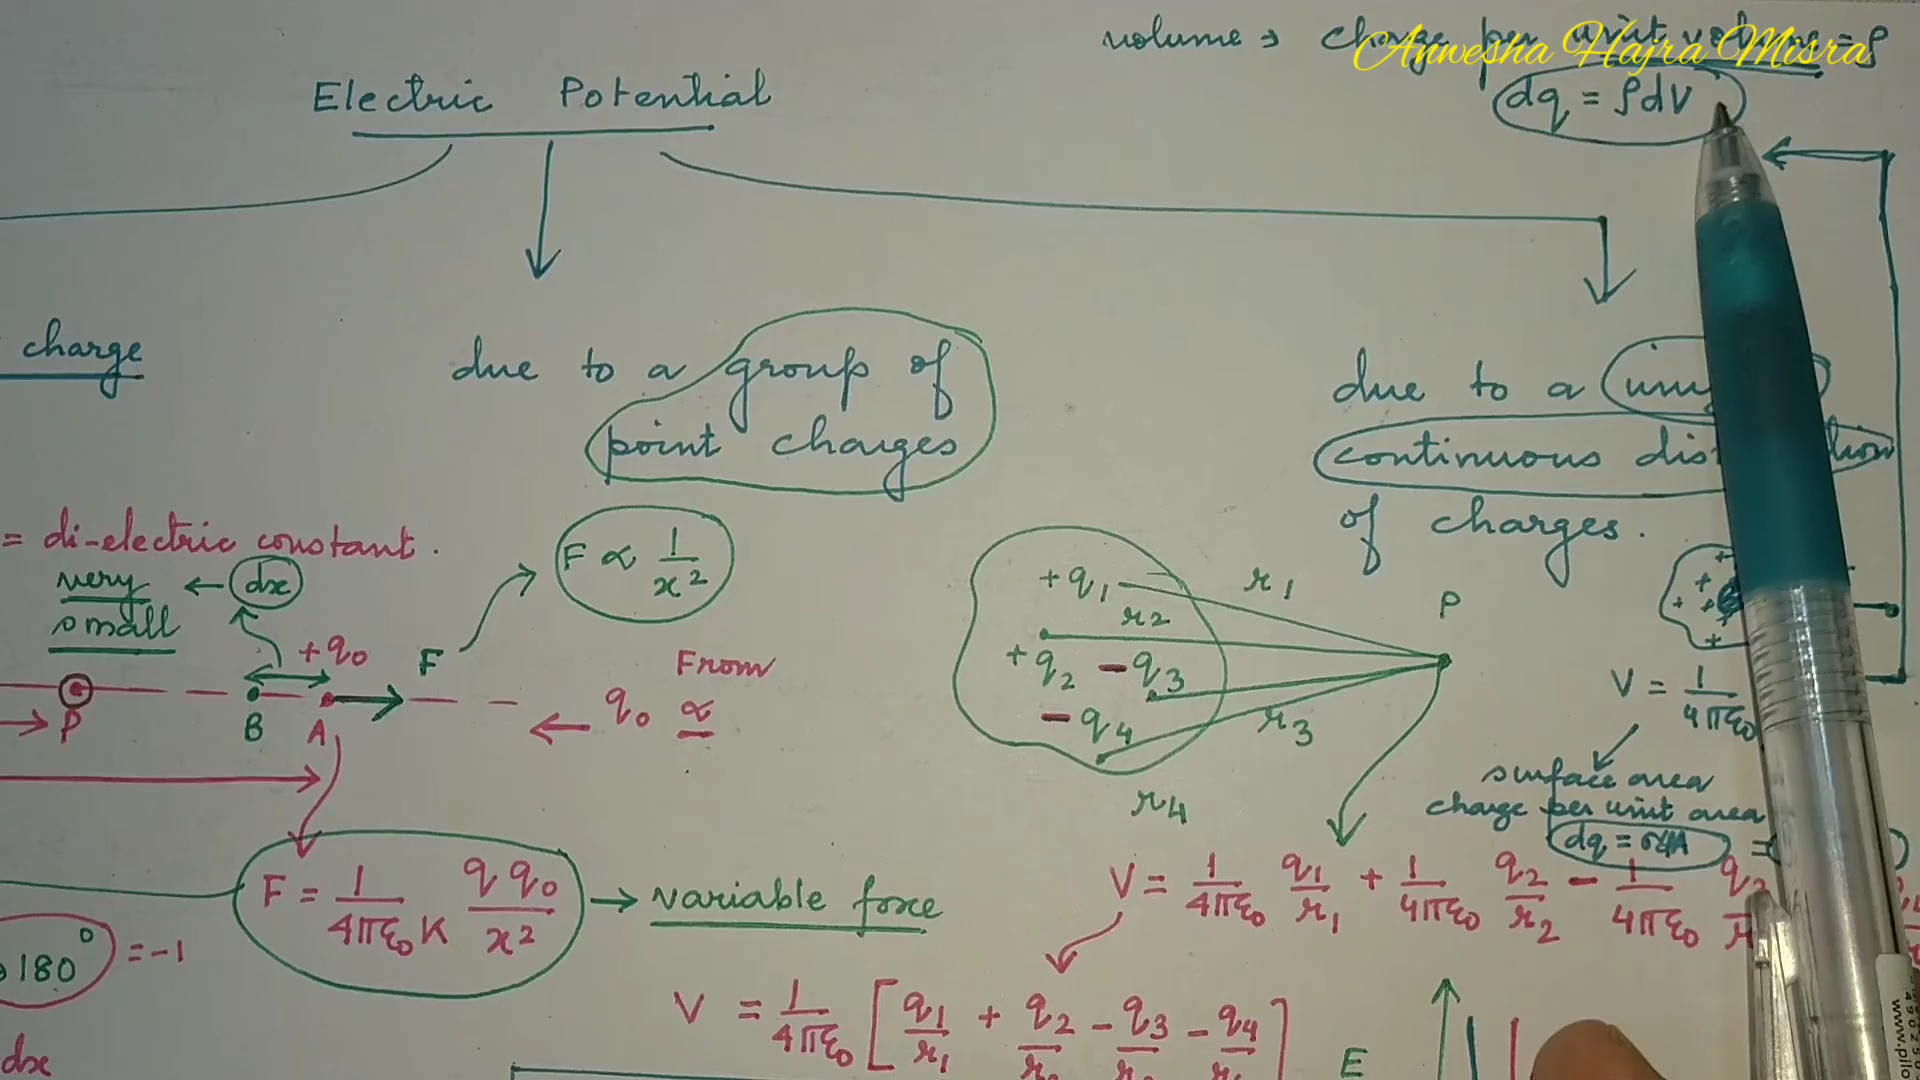 volume → charge per unit volume = ρ
Anwesha Hajra Misra
dq = ρdV
Electric Potential
charge
due to a group of
point charges
due to a
continuous
of charges.
= di-electric constant.
very ← dx
small
F ∝ 1/x²
+q₀
F
From
q₀ ∝
P
B
A
+q₁
r₁
r₂
P
+q₂
-q₃
-q₄
r₃
r₄
V = 1/4πε₀
surface area
charge per unit area
dq = σdA
F = 1/4πε₀K qq₀/x²
→ variable force
V = 1/4πε₀ q₁/r₁ + 1/4πε₀ q₂/r₂ - 1/4πε₀
180° = -1
V = 1/4πε₀ [q₁/r₁ + q₂ - q₃ - q₄]
dx
E